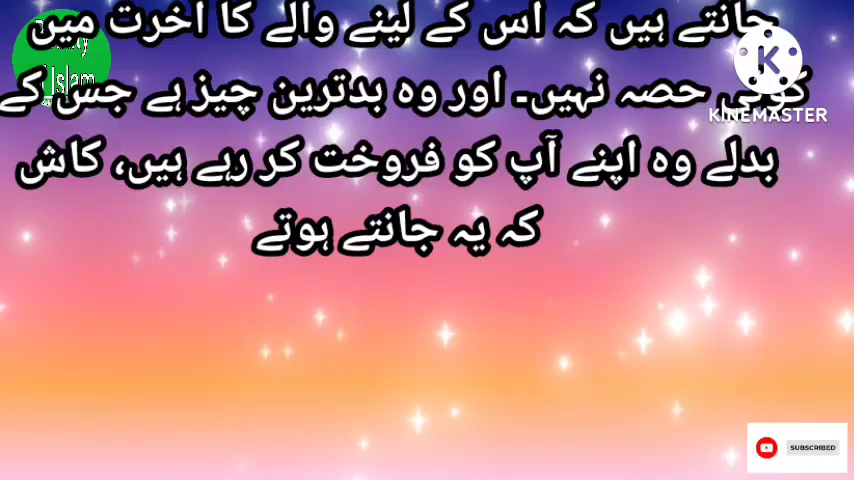 جانتے ہیں کہ اس کے لینے والے کا آخرت میں
کوئی حصہ نہیں۔ اور وہ بدترین چیز ہے جس کے
بدلے وہ اپنے آپ کو فروخت کر رہے ہیں، کاش
کہ یہ جانتے ہوتے
Islam
KINEMASTER
SUBSCRIBED